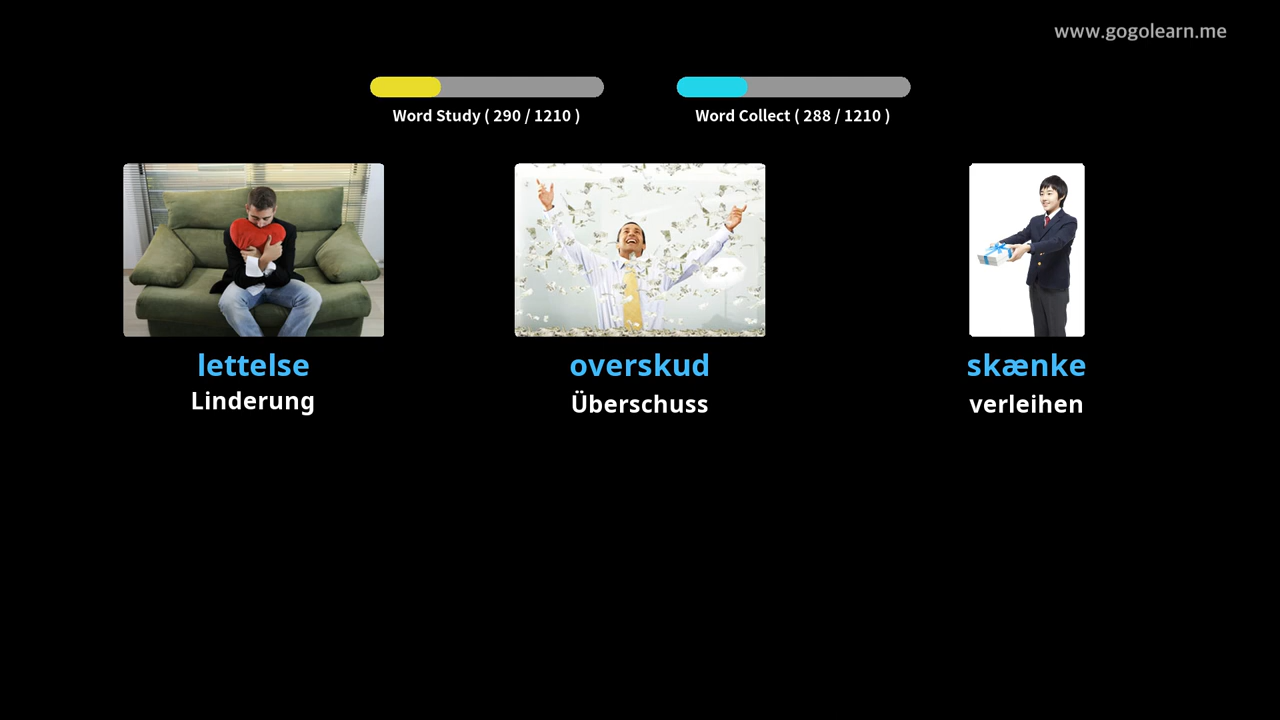 www.gogolearn.me
Word Study ( 290 / 1210 )
Word Collect ( 288 / 1210 )
lettelse
Linderung
overskud
Überschuss
skænke
verleihen